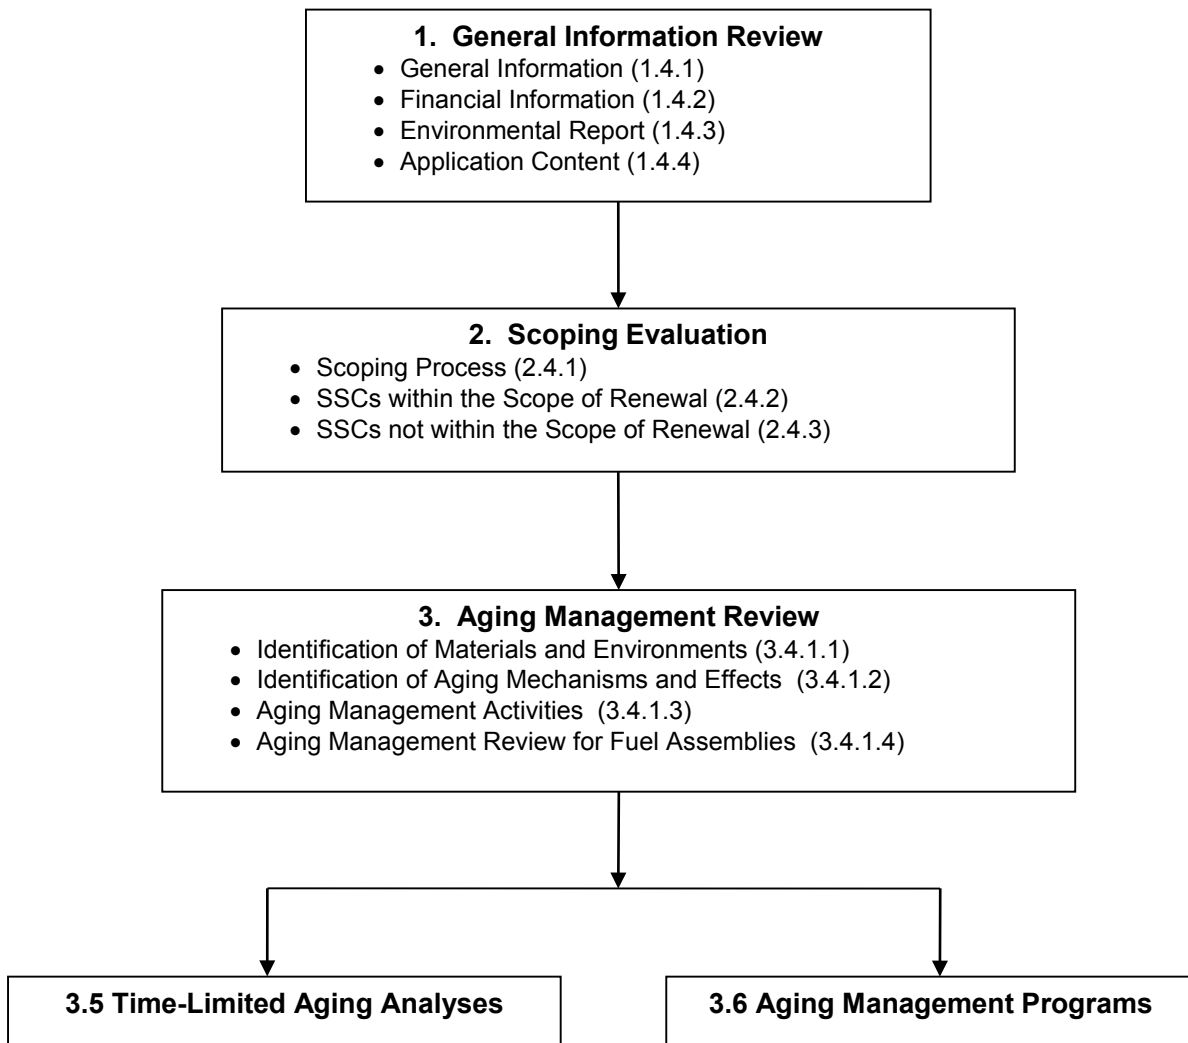 1. General Information Review
• General Information (1.4.1)
• Financial Information (1.4.2)
• Environmental Report (1.4.3)
• Application Content (1.4.4)
2. Scoping Evaluation
• Scoping Process (2.4.1)
• SSCs within the Scope of Renewal (2.4.2)
• SSCs not within the Scope of Renewal (2.4.3)
3. Aging Management Review
• Identification of Materials and Environments (3.4.1.1)
• Identification of Aging Mechanisms and Effects (3.4.1.2)
• Aging Management Activities (3.4.1.3)
• Aging Management Review for Fuel Assemblies (3.4.1.4)
3.5 Time-Limited Aging Analyses
3.6 Aging Management Programs